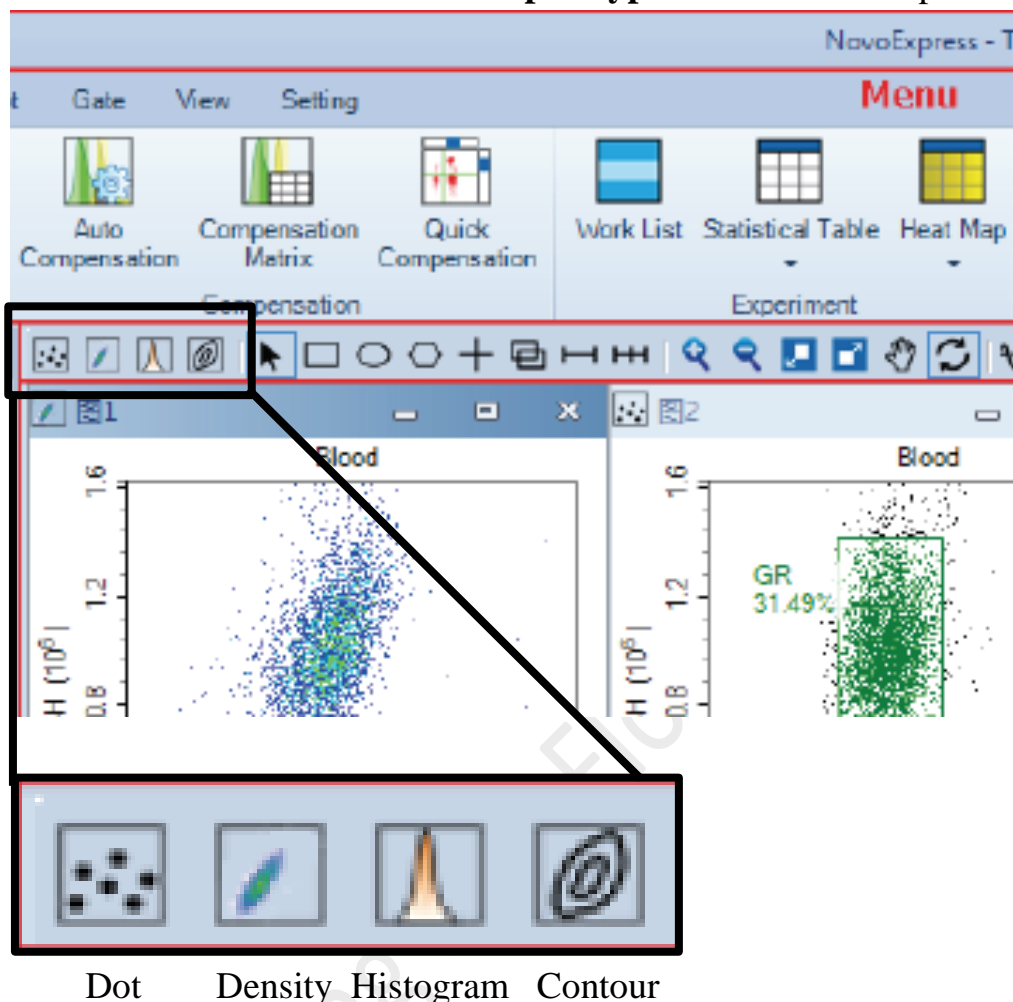 NovoExpress - T
Gate View Setting Menu
Auto Compensation
Compensation Matrix
Quick Compensation
Work List
Statistical Table
Heat Map
Compensation
Experiment
图1
图2
Blood
Blood
1.6
1.2
0.8
H (10⁶)
1.6
1.2
0.8
H (10⁶)
GR
31.49%
Dot Density Histogram Contour